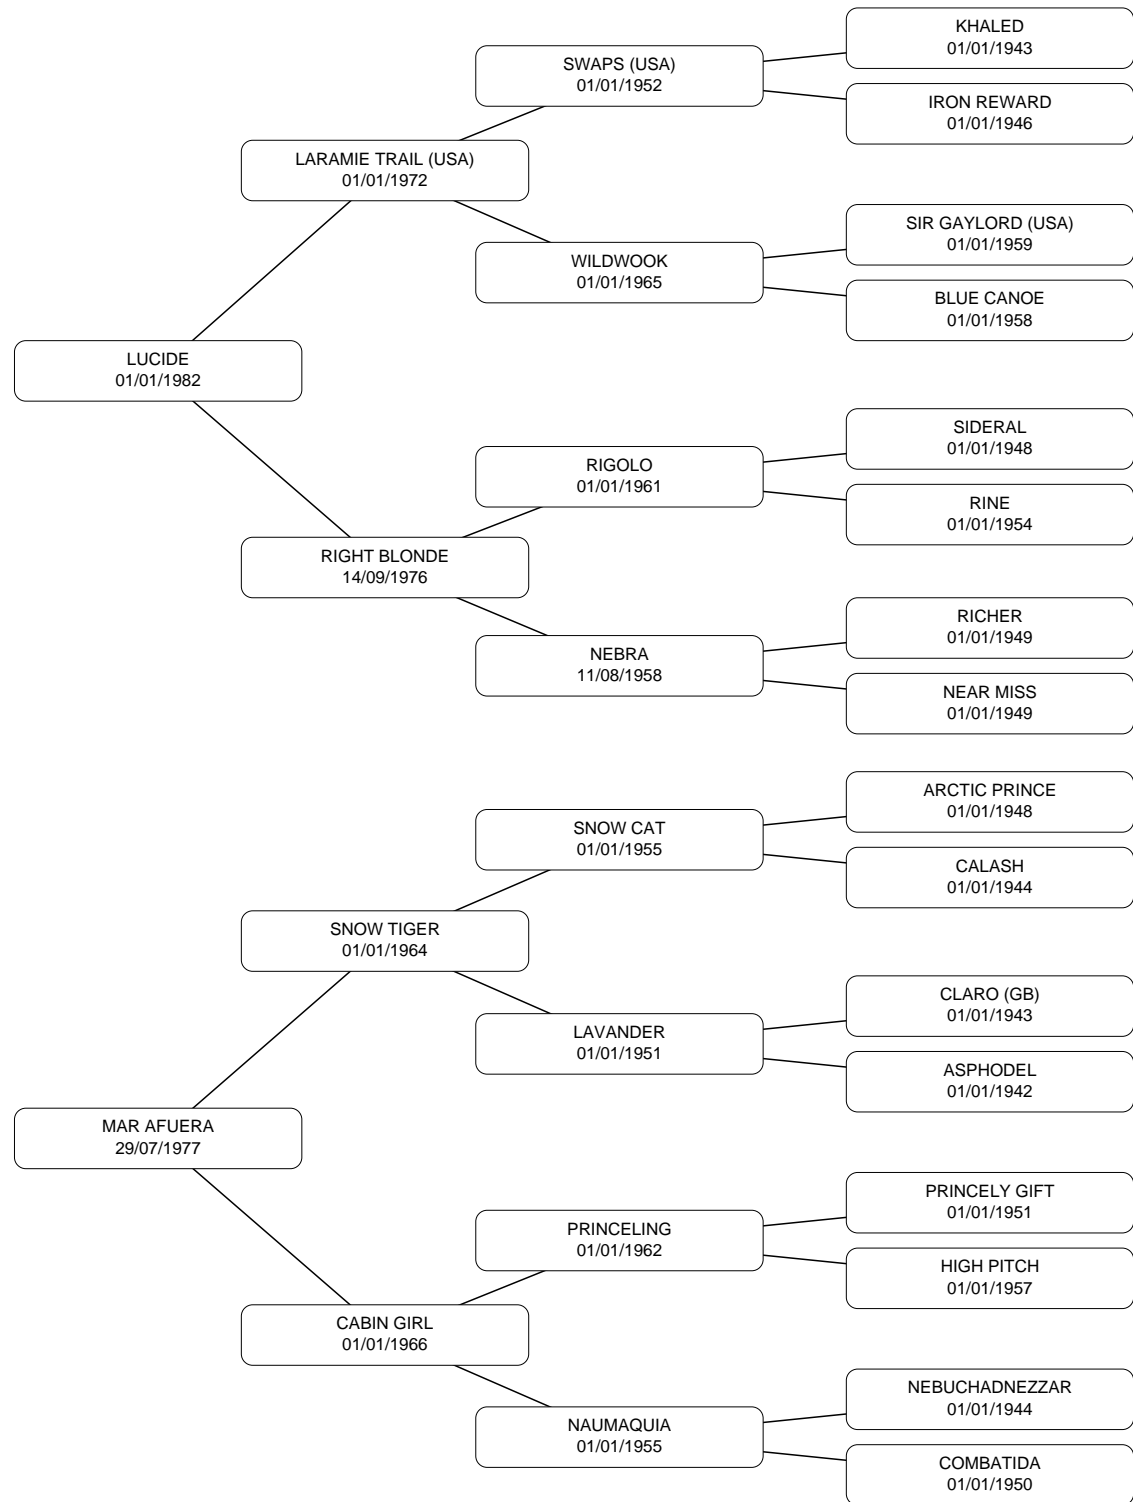 KHALED
01/01/1943
SWAPS (USA)
01/01/1952
IRON REWARD
01/01/1946
LARAMIE TRAIL (USA)
01/01/1972
SIR GAYLORD (USA)
01/01/1959
WILDWOOK
01/01/1965
BLUE CANOE
01/01/1958
LUCIDE
01/01/1982
SIDERAL
01/01/1948
RIGOLO
01/01/1961
RINE
01/01/1954
RIGHT BLONDE
14/09/1976
RICHER
01/01/1949
NEBRA
11/08/1958
NEAR MISS
01/01/1949
ARCTIC PRINCE
01/01/1948
SNOW CAT
01/01/1955
CALASH
01/01/1944
SNOW TIGER
01/01/1964
CLARO (GB)
01/01/1943
LAVANDER
01/01/1951
ASPHODEL
01/01/1942
MAR AFUERA
29/07/1977
PRINCELY GIFT
01/01/1951
PRINCELING
01/01/1962
HIGH PITCH
01/01/1957
CABIN GIRL
01/01/1966
NEBUCHADNEZZAR
01/01/1944
NAUMAQUIA
01/01/1955
COMBATIDA
01/01/1950